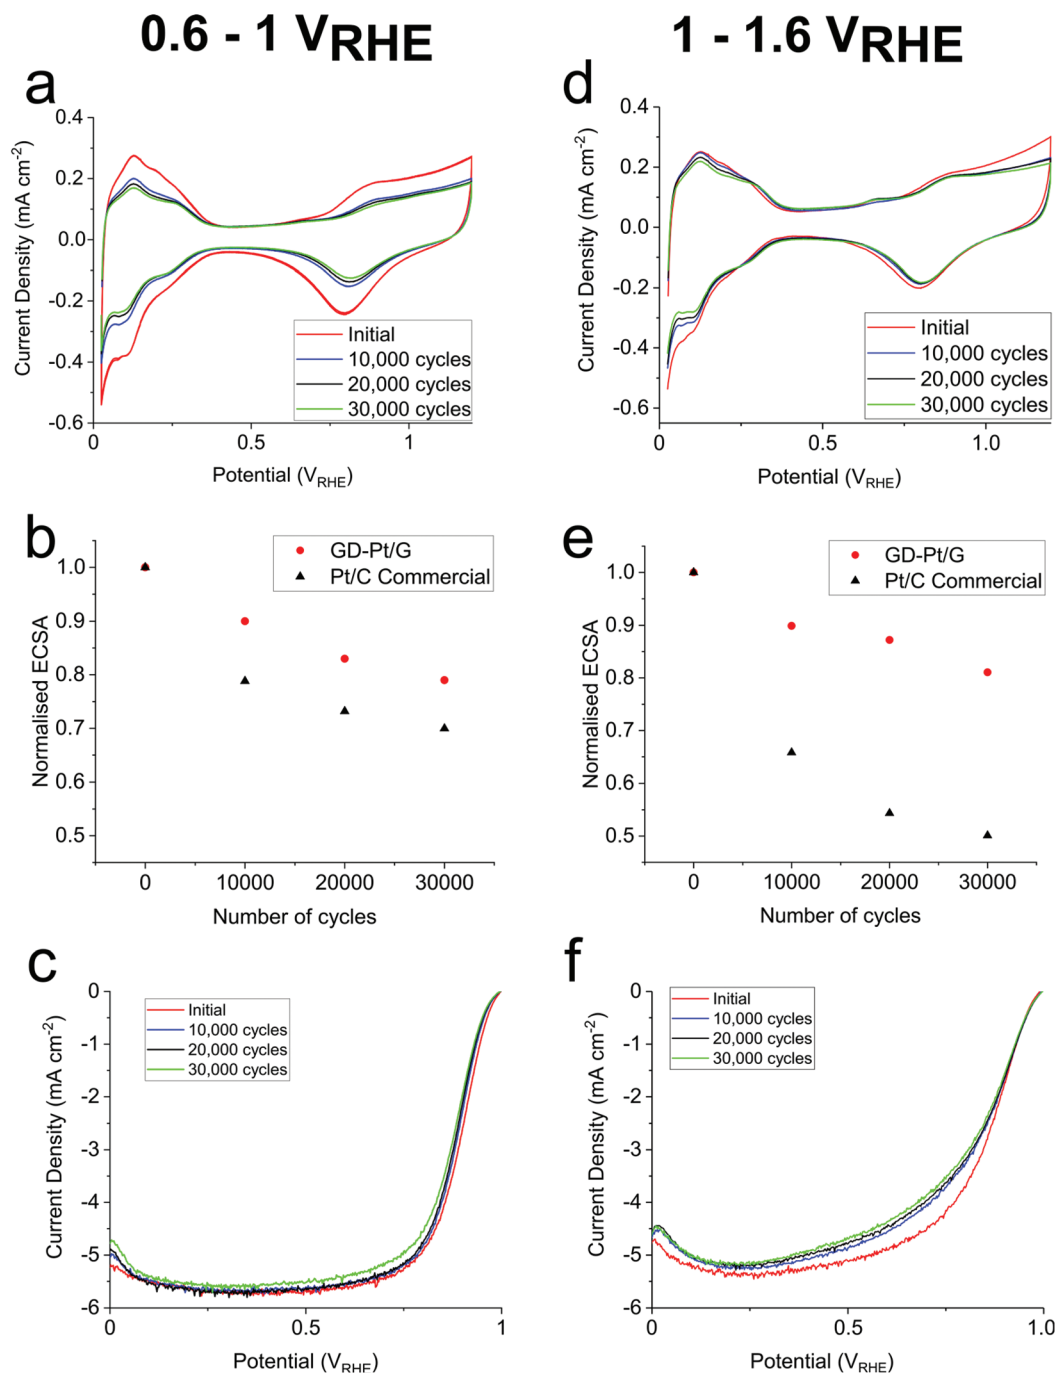 0.6 - 1 VRHE
1 - 1.6 VRHE
a
0.4
0.2
0.0
-0.2
-0.4
-0.6
Current Density (mA cm-2)
0
0.5
1
Potential (VRHE)
Initial
10,000 cycles
20,000 cycles
30,000 cycles
d
0.4
0.2
0.0
-0.2
-0.4
-0.6
Current Density (mA cm-2)
0
0.5
1.0
Potential (VRHE)
Initial
10,000 cycles
20,000 cycles
30,000 cycles
b
1.0
0.9
0.8
0.7
0.6
0.5
Normalised ECSA
0
10000
20000
30000
Number of cycles
GD-Pt/G
Pt/C Commercial
e
1.0
0.9
0.8
0.7
0.6
0.5
Normalised ECSA
0
10000
20000
30000
Number of cycles
GD-Pt/G
Pt/C Commercial
c
0
-1
-2
-3
-4
-5
-6
Current Density (mA cm-2)
0
0.5
1
Potential (VRHE)
Initial
10,000 cycles
20,000 cycles
30,000 cycles
f
0
-1
-2
-3
-4
-5
-6
Current Density (mA cm-2)
0
0.5
1.0
Potential (VRHE)
Initial
10,000 cycles
20,000 cycles
30,000 cycles